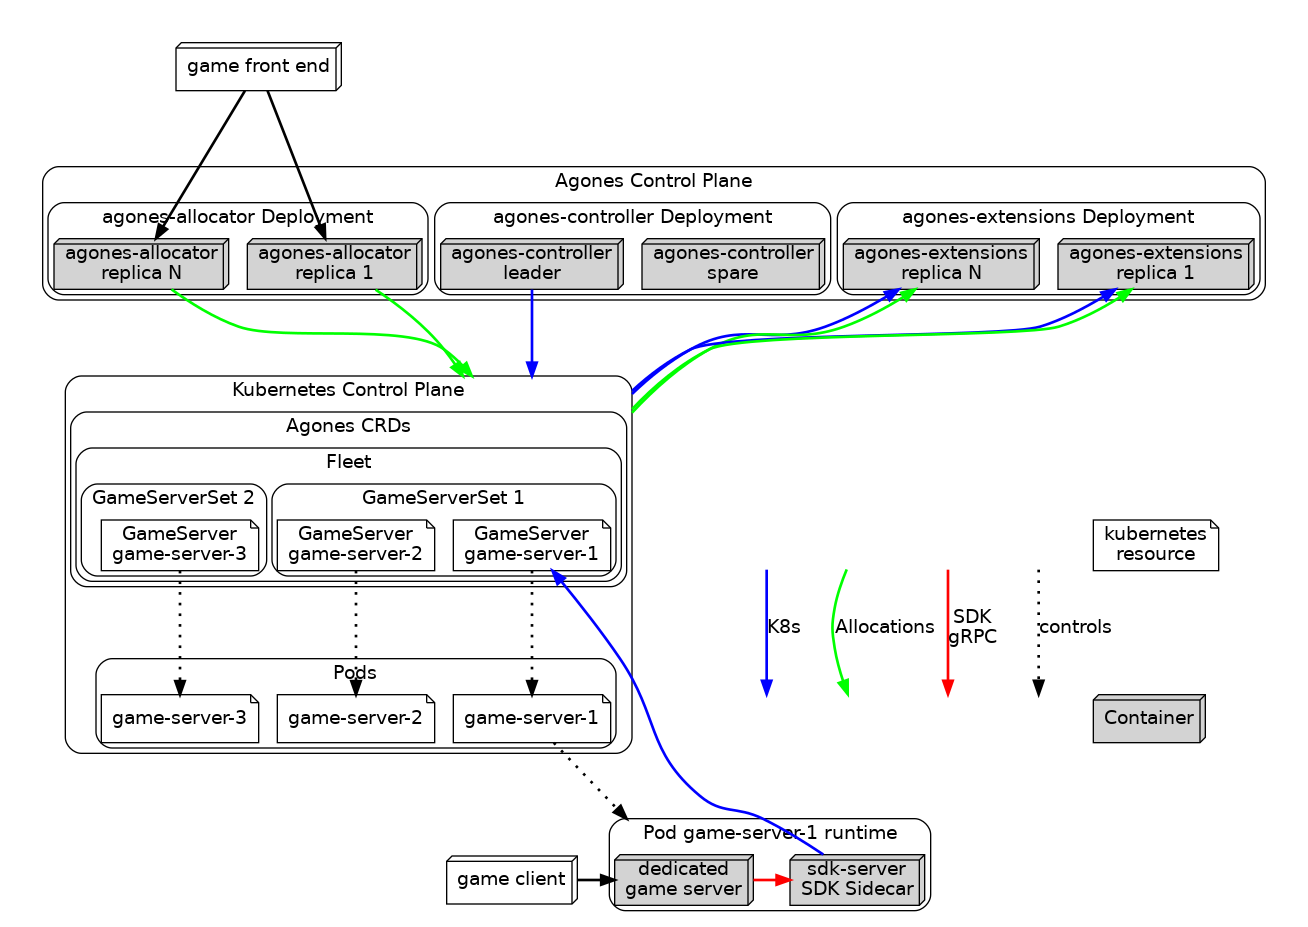 game front end
Agones Control Plane
agones-allocator Deployment
agones-controller Deployment
agones-extensions Deployment
agones-allocator
replica N
agones-allocator
replica 1
agones-controller
leader
agones-controller
spare
agones-extensions
replica N
agones-extensions
replica 1
Kubernetes Control Plane
Agones CRDs
Fleet
GameServerSet 2
GameServerSet 1
GameServer
game-server-3
GameServer
game-server-2
GameServer
game-server-1
kubernetes
resource
K8s
Allocations
SDK
gRPC
controls
Pods
game-server-3
game-server-2
game-server-1
Container
Pod game-server-1 runtime
game client
dedicated
game server
sdk-server
SDK Sidecar